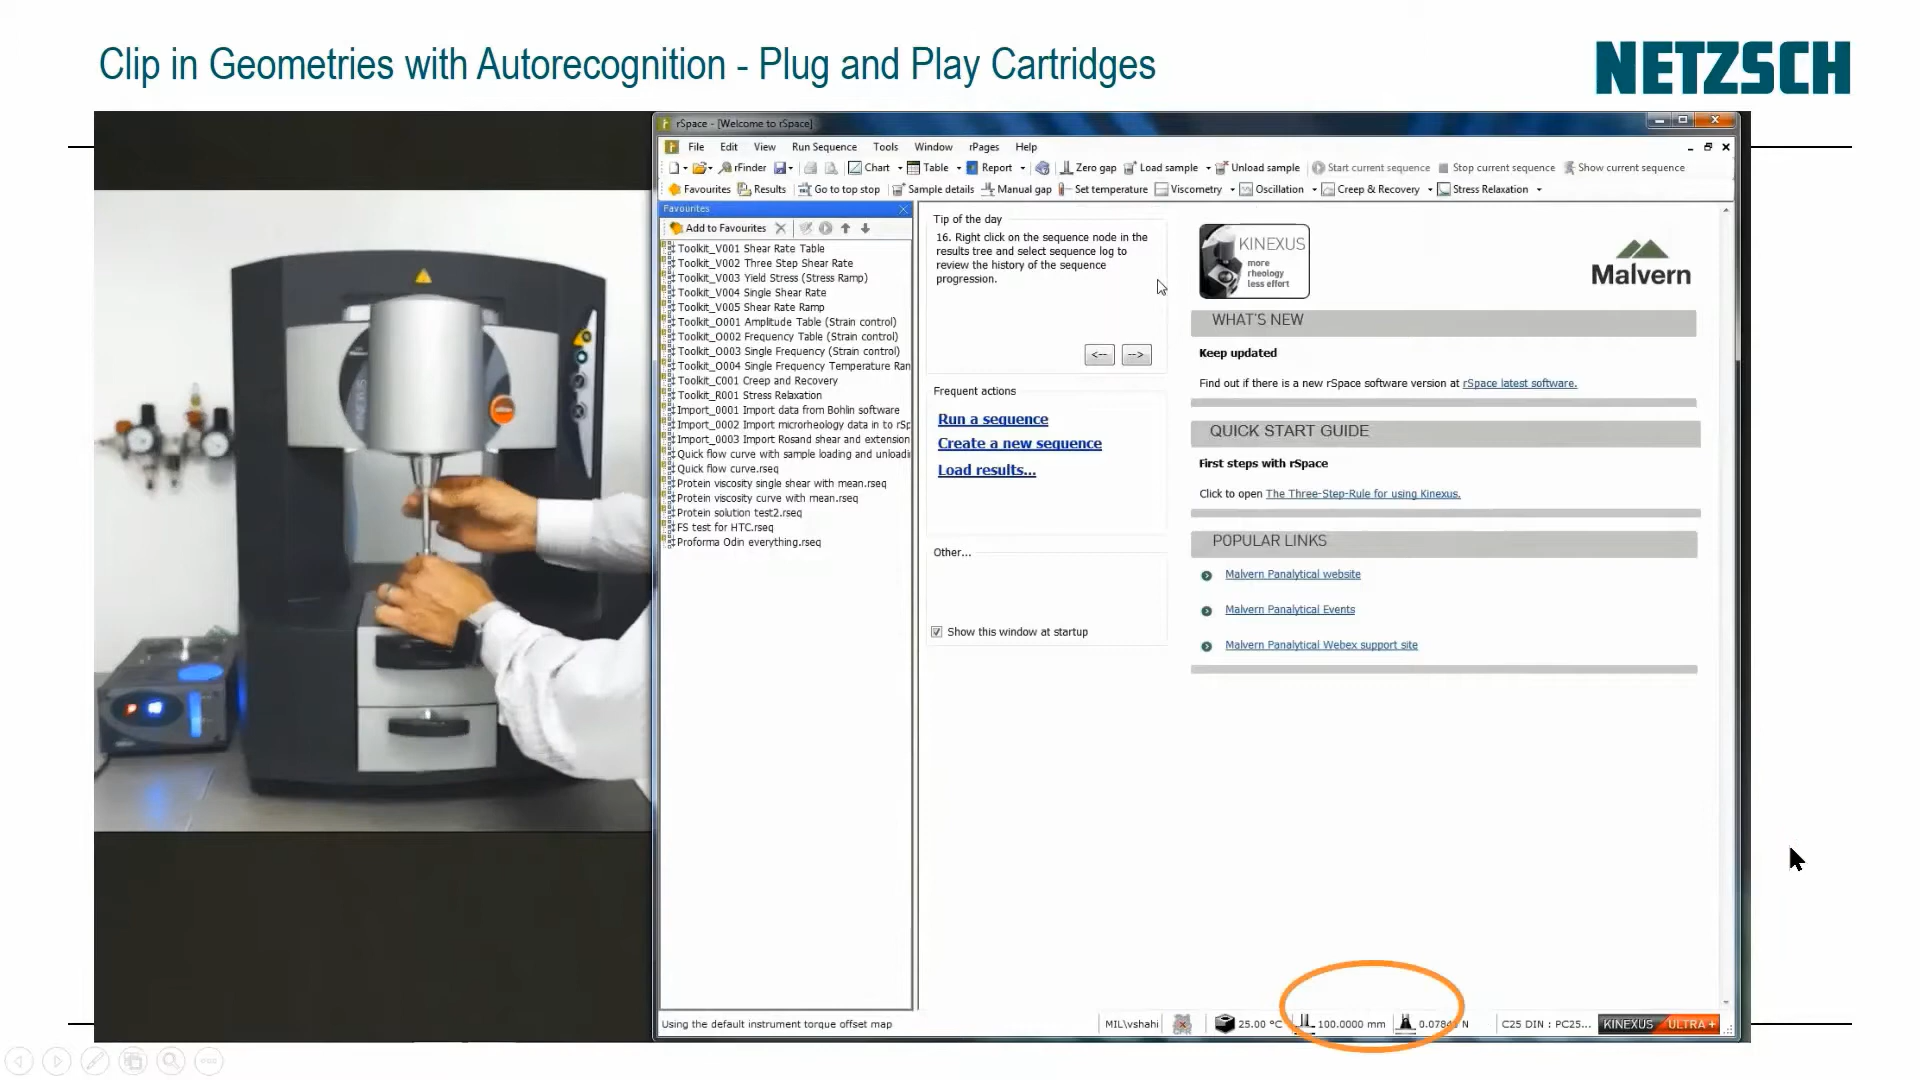 Clip in Geometries with Autorecognition - Plug and Play Cartridges
NETZSCH
rSpace - [Welcome to rSpace]
File Edit View Run Sequence Tools Window rPages Help
rFinder Chart Table Report Zero gap Load sample Unload sample Start current sequence Stop current sequence Show current sequence
Favourites Results Go to top stop Sample details Manual gap Set temperature Viscometry Oscillation Creep & Recovery Stress Relaxation
Favourites
Add to Favourites
Toolkit_V001 Shear Rate Table
Toolkit_V002 Three Step Shear Rate
Toolkit_V003 Yield Stress (Stress Ramp)
Toolkit_V004 Single Shear Rate
Toolkit_V005 Shear Rate Ramp
Toolkit_O001 Amplitude Table (Strain control)
Toolkit_O002 Frequency Table (Strain control)
Toolkit_O003 Single Frequency (Strain control)
Toolkit_O004 Single Frequency Temperature Ran
Toolkit_C001 Creep and Recovery
Toolkit_R001 Stress Relaxation
Import_0001 Import data from Bohlin software
Import_0002 Import microrheology data in to rSp
Import_0003 Import Rosand shear and extension
Quick flow curve with sample loading and unloadi
Quick flow curve.rseq
Protein viscosity single shear with mean.rseq
Protein viscosity curve with mean.rseq
Protein solution test2.rseq
FS test for HTC.rseq
Proforma Odin everything.rseq
Tip of the day
16. Right click on the sequence node in the
results tree and select sequence log to
review the history of the sequence
progression.
<-- -->
Frequent actions
Run a sequence
Create a new sequence
Load results...
Other...
Show this window at startup
KINEXUS
more
rheology
less effort
Malvern
WHAT'S NEW
Keep updated
Find out if there is a new rSpace software version at rSpace latest software.
QUICK START GUIDE
First steps with rSpace
Click to open The Three-Step-Rule for using Kinexus.
POPULAR LINKS
Malvern Panalytical website
Malvern Panalytical Events
Malvern Panalytical Webex support site
Using the default instrument torque offset map
MIL\vshahi 25.00 °C 100.0000 mm N C25 DIN : PC25... KINEXUS ULTRA+